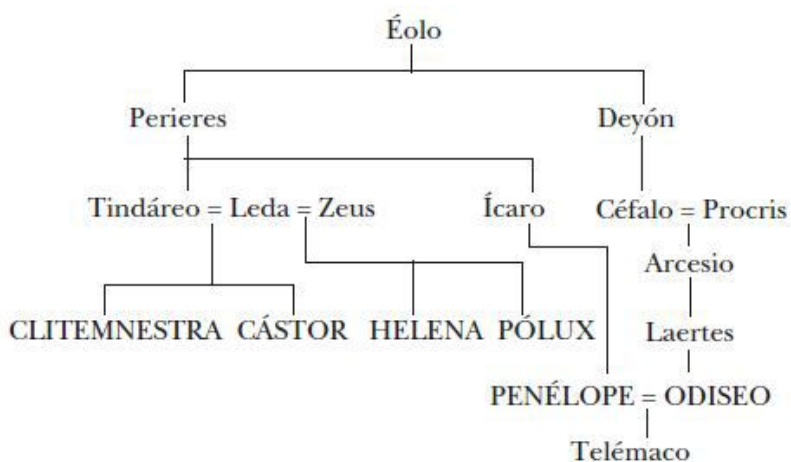 Éolo
Perieres Deyón
Tindáreo = Leda = Zeus Ícaro Céfalo = Procris
Arcesio
CLITEMNESTRA CÁSTOR HELENA PÓLUX Laertes
PENÉLOPE = ODISEO
Telémaco